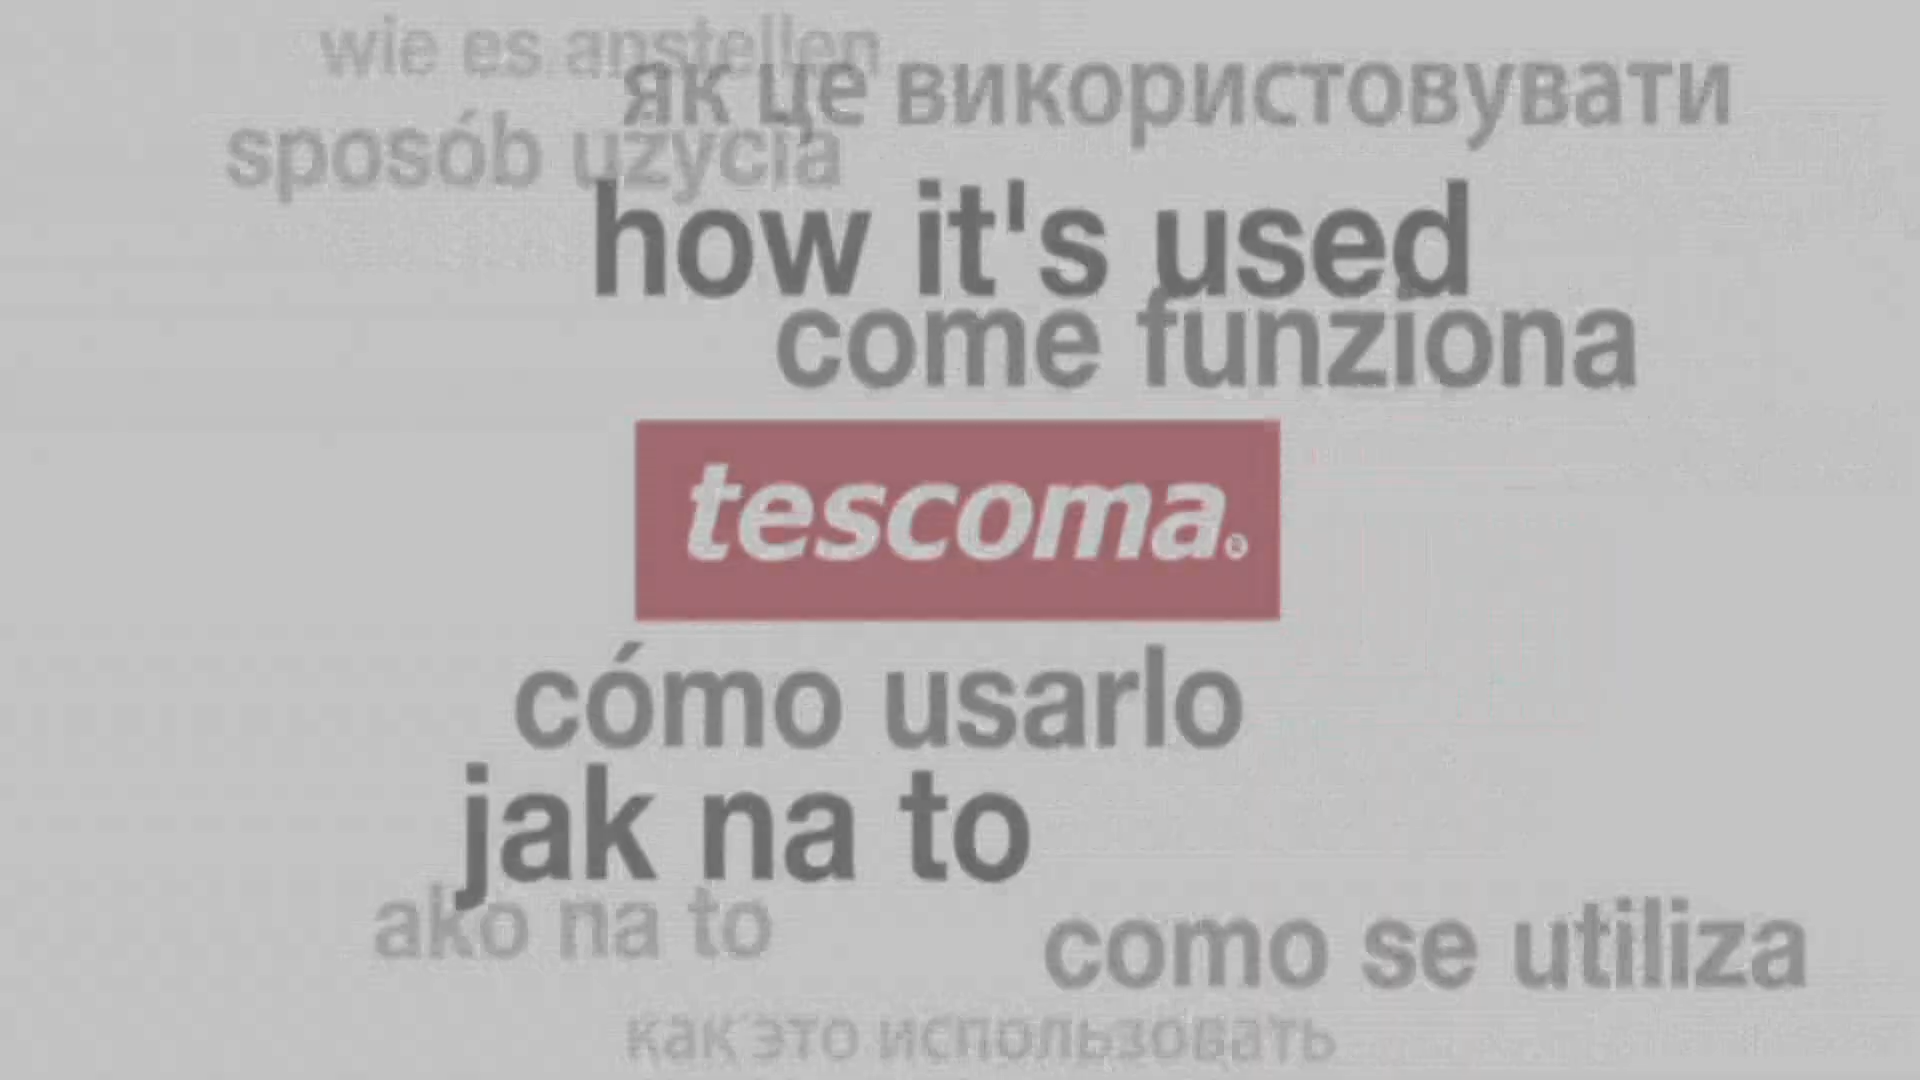 wie es anstellen
як це використовувати
sposób użycia
how it's used
come funziona
tescoma.®
cómo usarlo
jak na to
ako na to
como se utiliza
как это использовать